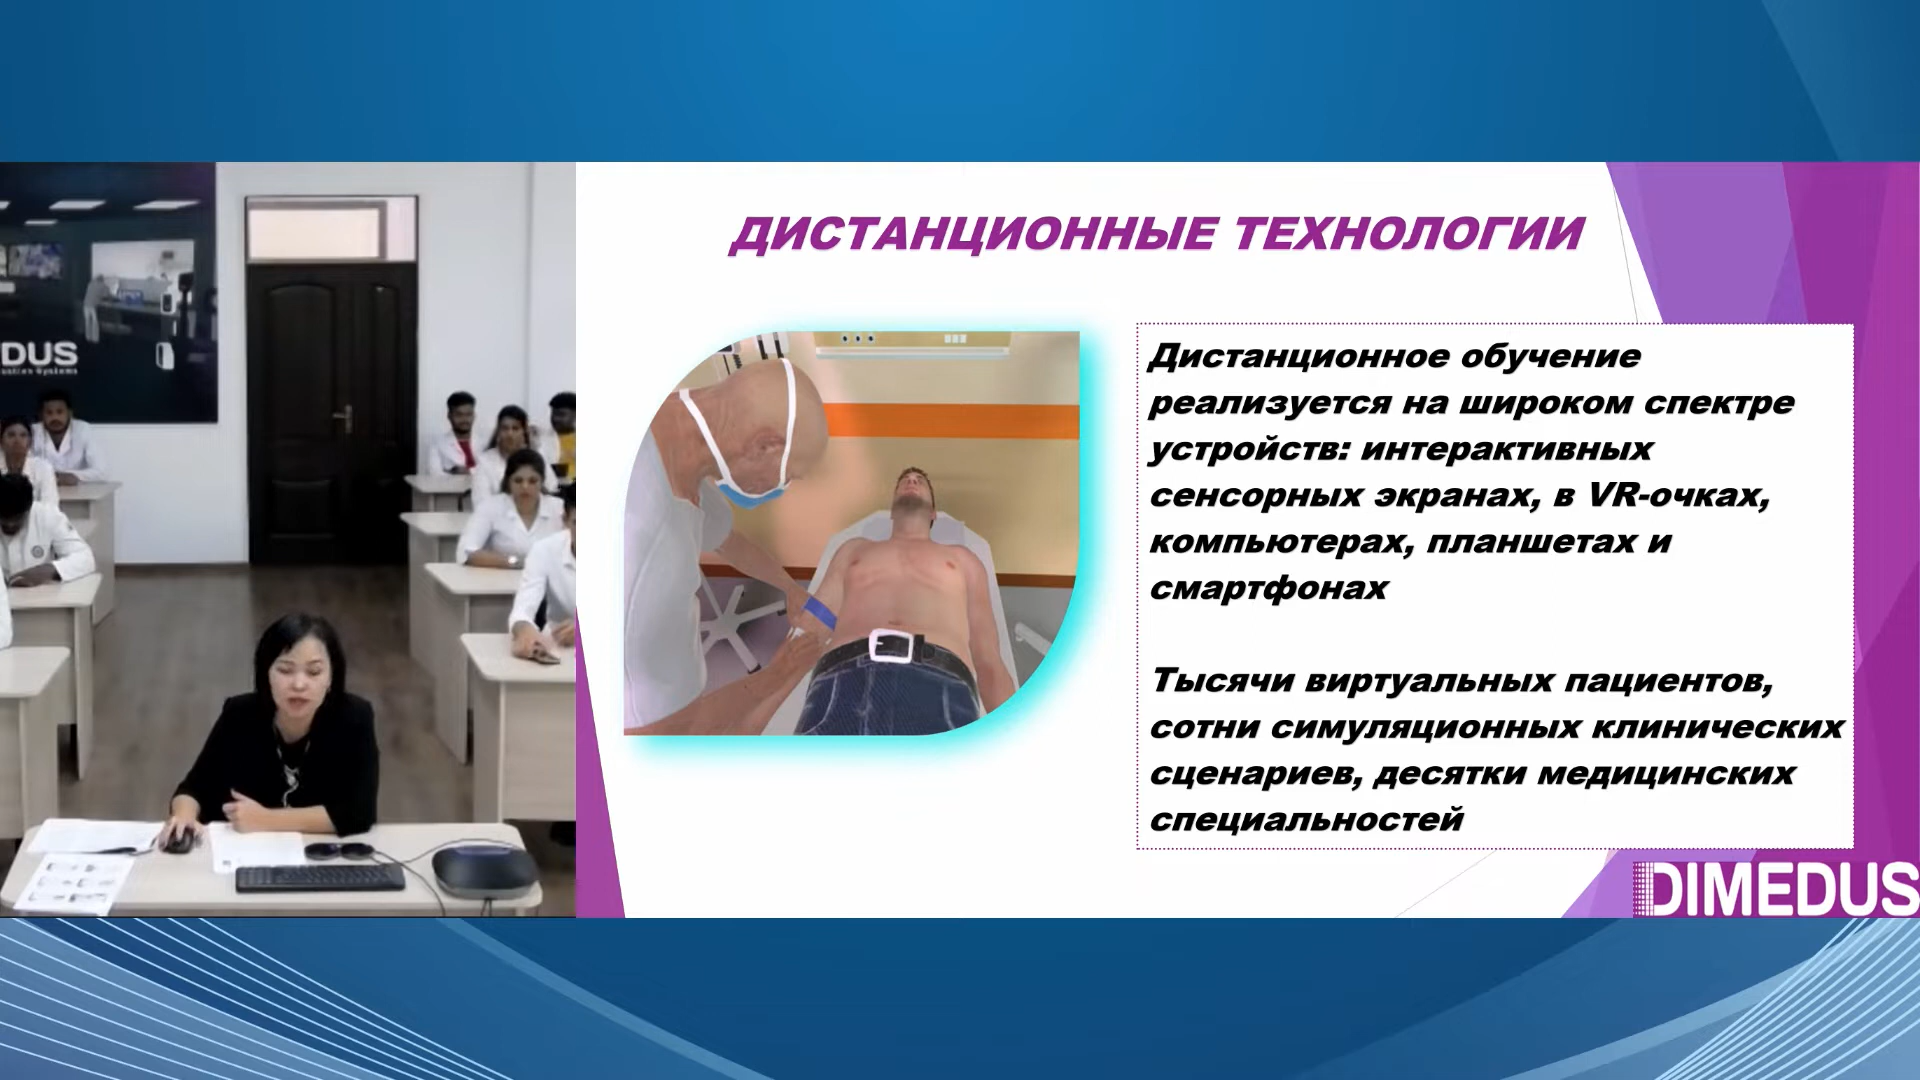 ДИСТАНЦИОННЫЕ ТЕХНОЛОГИИ
Дистанционное обучение
реализуется на широком спектре
устройств: интерактивных
сенсорных экранах, в VR-очках,
компьютерах, планшетах и
смартфонах
Тысячи виртуальных пациентов,
сотни симуляционных клинических
сценариев, десятки медицинских
специальностей
DIMEDUS
DUS